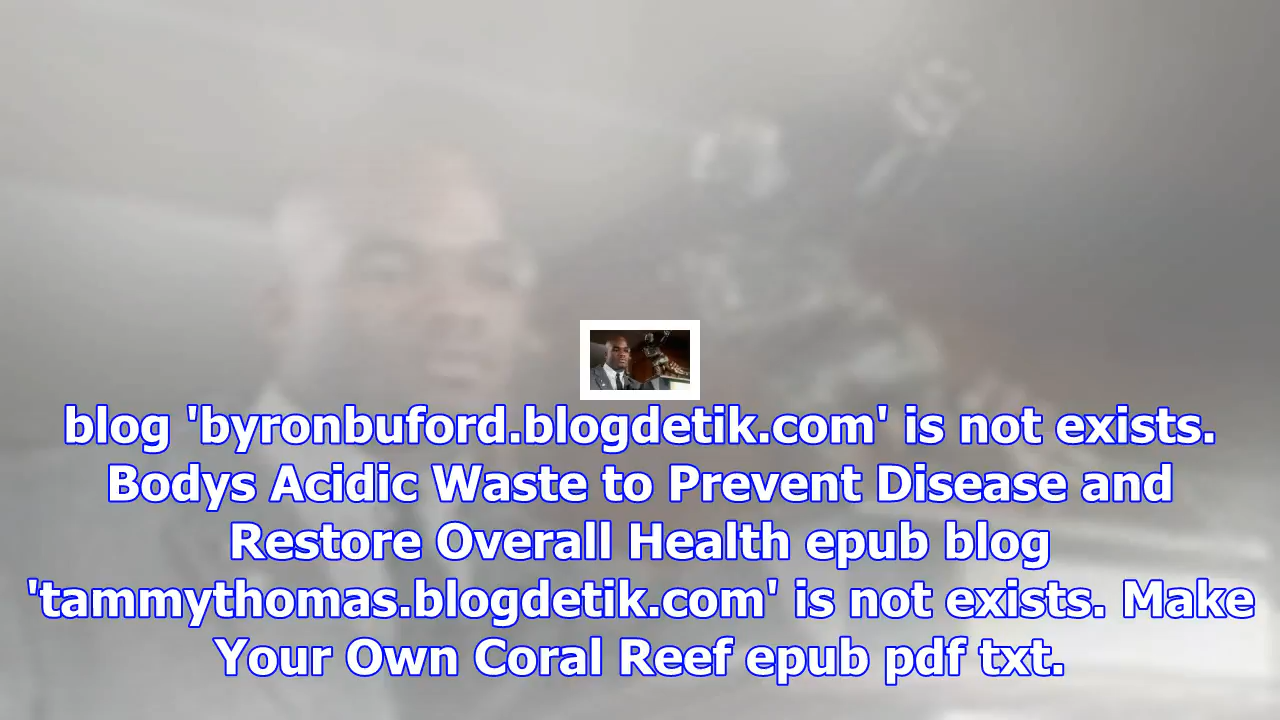 blog 'byronbuford.blogdetik.com' is not exists.
Bodys Acidic Waste to Prevent Disease and
Restore Overall Health epub blog
'tammythomas.blogdetik.com' is not exists. Make
Your Own Coral Reef epub pdf txt.